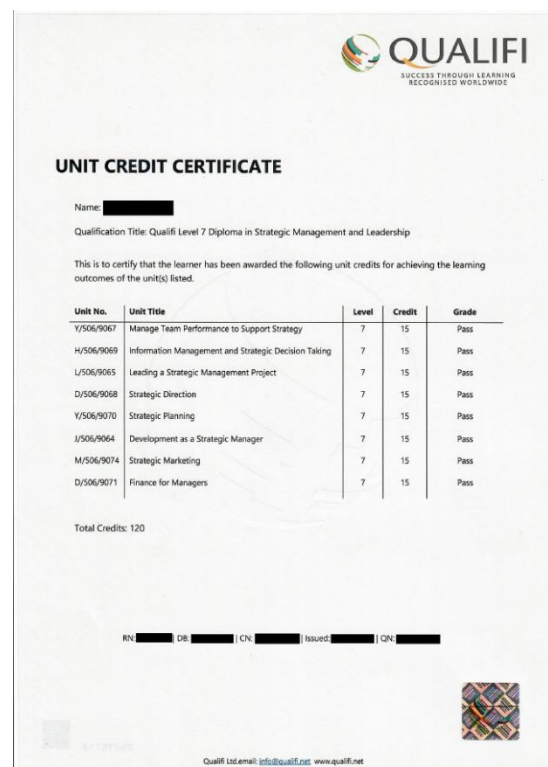 QUALIFI
SUCCESS THROUGH LEARNING
RECOGNISED WORLDWIDE
UNIT CREDIT CERTIFICATE
Name:
Qualification Title: Qualifi Level 7 Diploma in Strategic Management and Leadership
This is to certify that the learner has been awarded the following unit credits for achieving the learning
outcomes of the unit(s) listed.
Unit No. Unit Title Level Credit Grade
Y/506/9067 Manage Team Performance to Support Strategy 7 15 Pass
H/506/9069 Information Management and Strategic Decision Taking 7 15 Pass
L/506/9065 Leading a Strategic Management Project 7 15 Pass
D/506/9068 Strategic Direction 7 15 Pass
Y/506/9070 Strategic Planning 7 15 Pass
J/506/9064 Development as a Strategic Manager 7 15 Pass
M/506/9074 Strategic Marketing 7 15 Pass
D/506/9071 Finance for Managers 7 15 Pass
Total Credits: 120
RN: | DB: | CN: | Issued: | QN:
Qualifi Ltd.email: info@qualifi.net www.qualifi.net